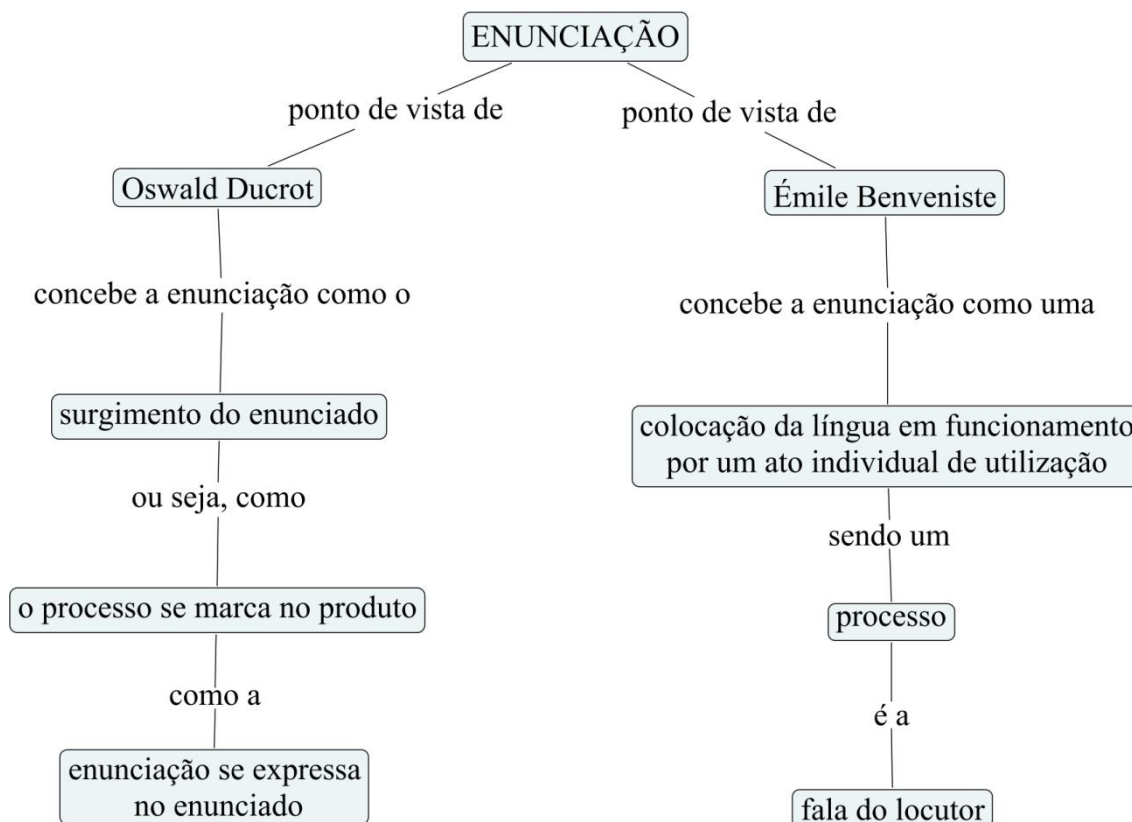 ENUNCIAÇÃO
ponto de vista de
ponto de vista de
Oswald Ducrot
Émile Benveniste
concebe a enunciação como o
concebe a enunciação como uma
surgimento do enunciado
colocação da língua em funcionamento
por um ato individual de utilização
ou seja, como
sendo um
o processo se marca no produto
processo
como a
é a
enunciação se expressa
no enunciado
fala do locutor